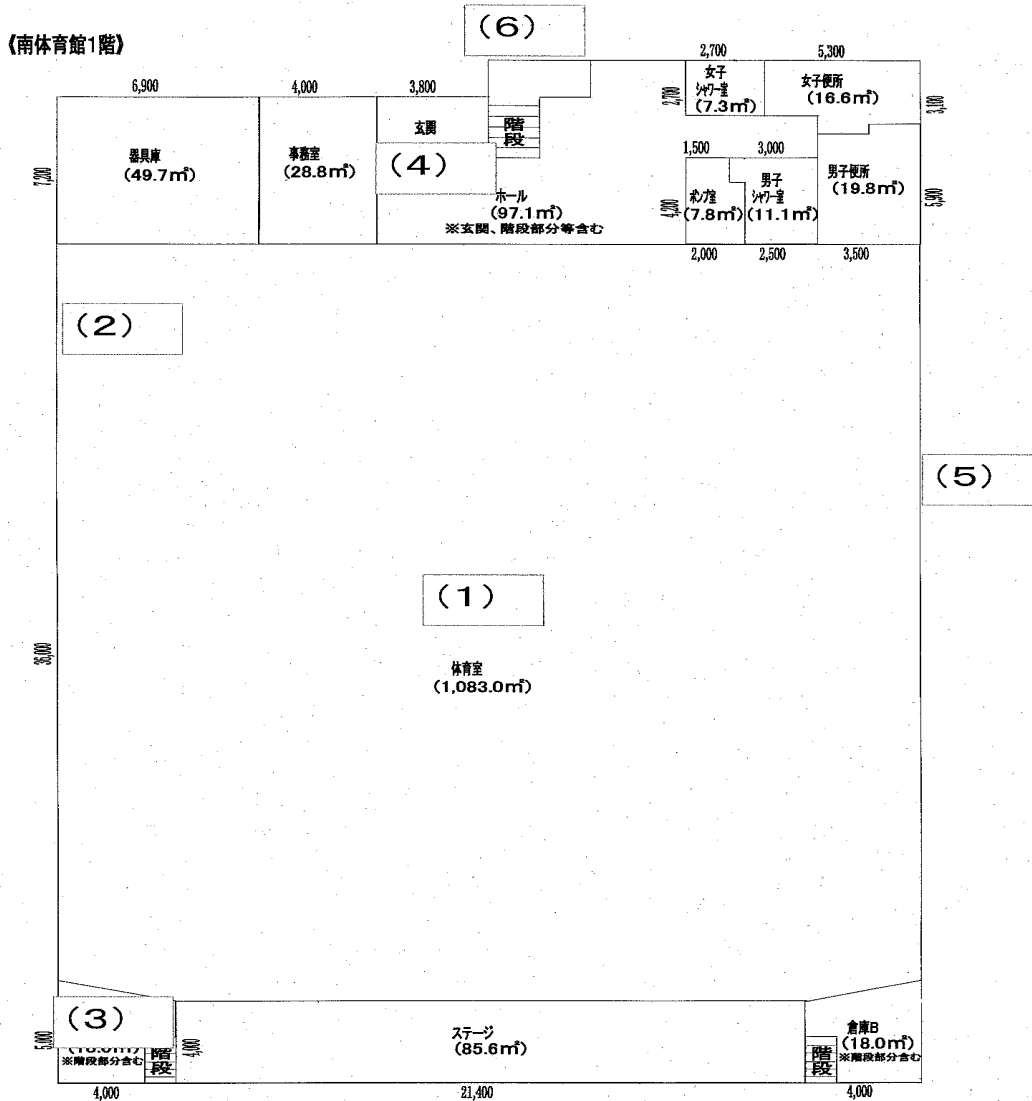 《南体育館1階》
(6)
6,900
4,000
3,800
2,700
5,300
7,200
器具庫
(49.7㎡)
事務室
(28.8㎡)
玄関
(4)
階段
ホール
(97.1㎡)
※玄関、階段部分等含む
2,700
女子
シャワー室
(7.3㎡)
女子便所
(16.6㎡)
3,100
1,500
3,000
4,200
ポンプ室
(7.8㎡)
男子
シャワー室
(11.1㎡)
男子便所
(19.8㎡)
5,900
2,000
2,500
3,500
(2)
(5)
(1)
36,000
体育室
(1,083.0㎡)
(3)
5,000
※階段部分含む
階段
4,000
ステージ
(85.6㎡)
階段
倉庫B
(18.0㎡)
※階段部分含む
4,000
21,400
4,000